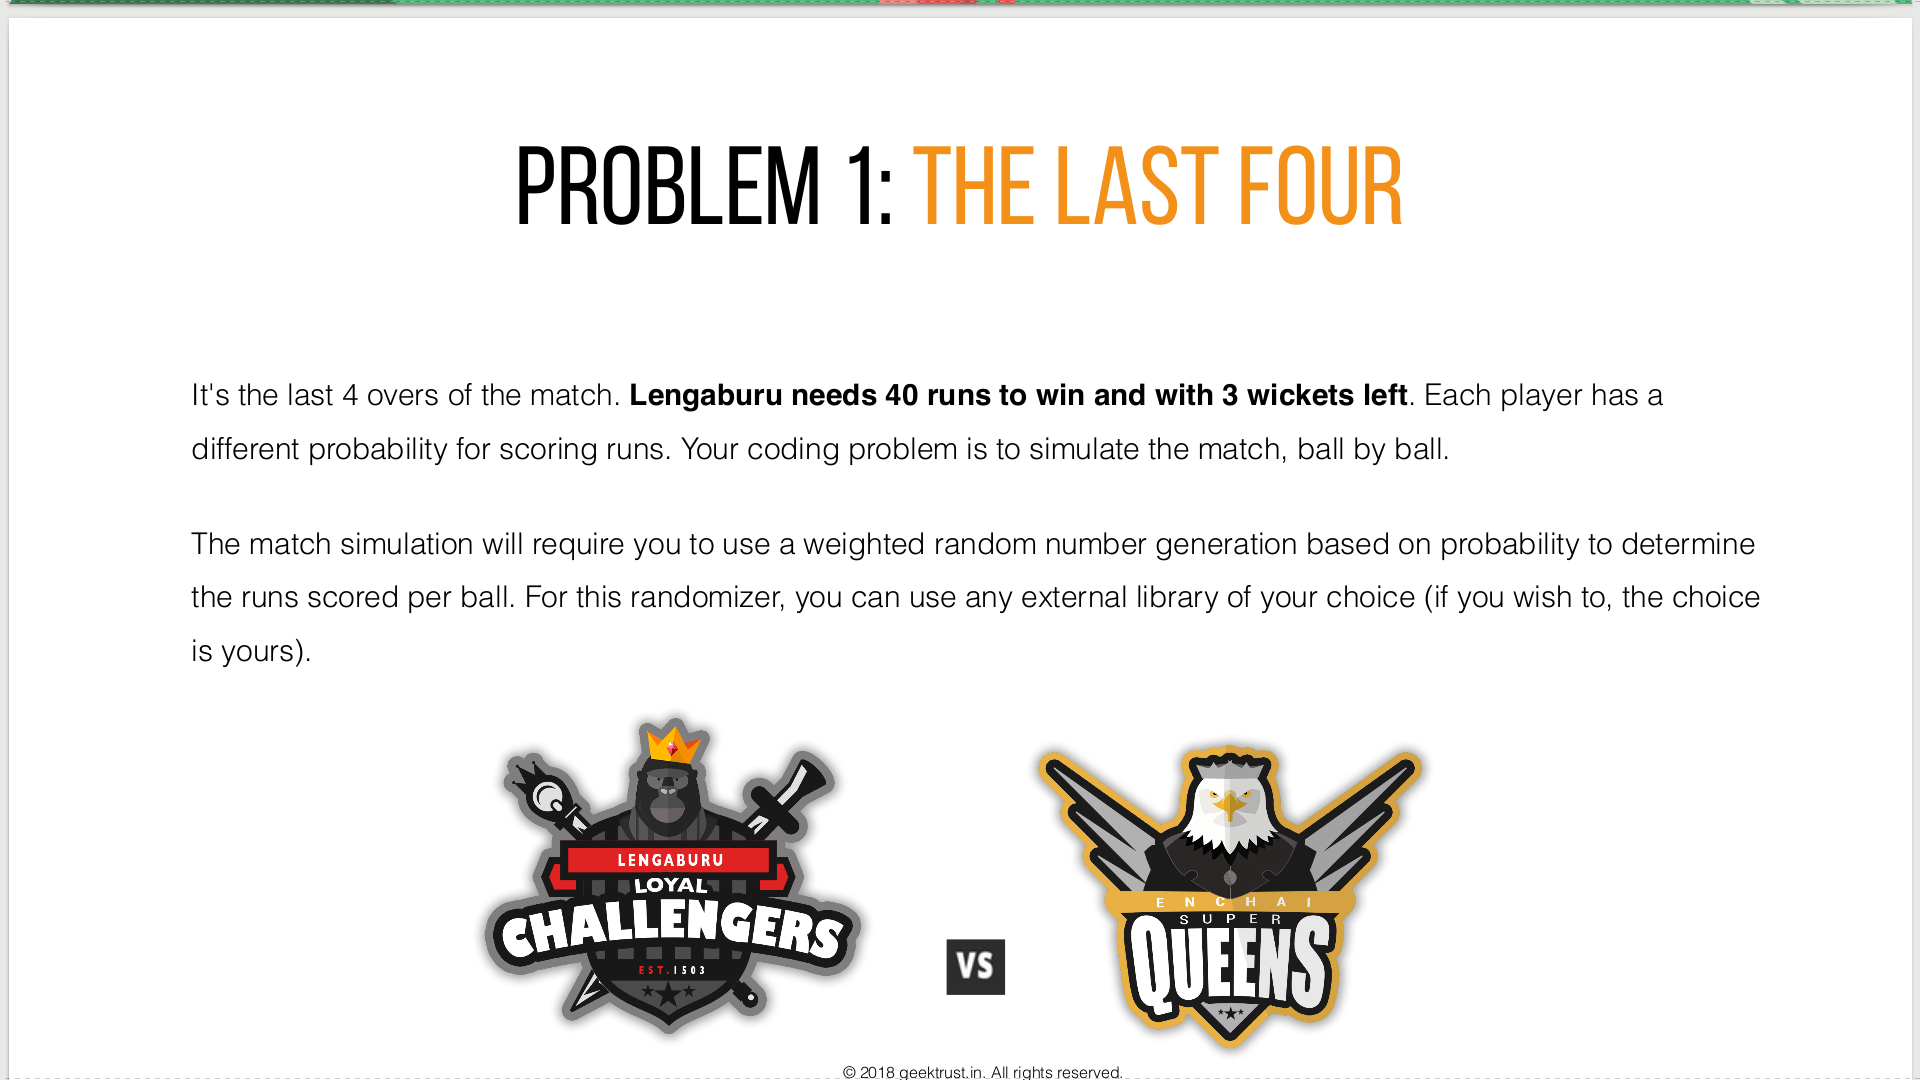 PROBLEM 1: THE LAST FOUR
It's the last 4 overs of the match. Lengaburu needs 40 runs to win and with 3 wickets left. Each player has a
different probability for scoring runs. Your coding problem is to simulate the match, ball by ball.
The match simulation will require you to use a weighted random number generation based on probability to determine
the runs scored per ball. For this randomizer, you can use any external library of your choice (if you wish to, the choice
is yours).
LENGABURU
LOYAL
CHALLENGERS
EST.1503
VS
ENCHAI
SUPER
QUEENS
© 2018 geektrust.in. All rights reserved.